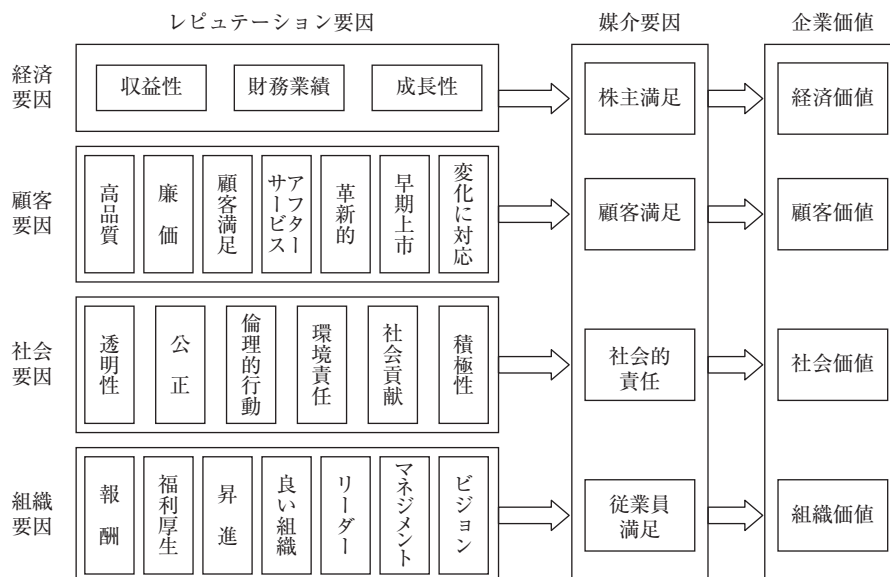 レピュテーション要因
媒介要因
企業価値
経済
要因
収益性
財務業績
成長性
株主満足
経済価値
顧客
要因
高品質
廉価
顧客満足
アフター
サービス
革新的
早期上市
変化に対応
顧客満足
顧客価値
社会
要因
透明性
公正
倫理的行動
環境責任
社会貢献
積極性
社会的
責任
社会価値
組織
要因
報酬
福利厚生
昇進
良い組織
リーダー
マネジメント
ビジョン
従業員
満足
組織価値